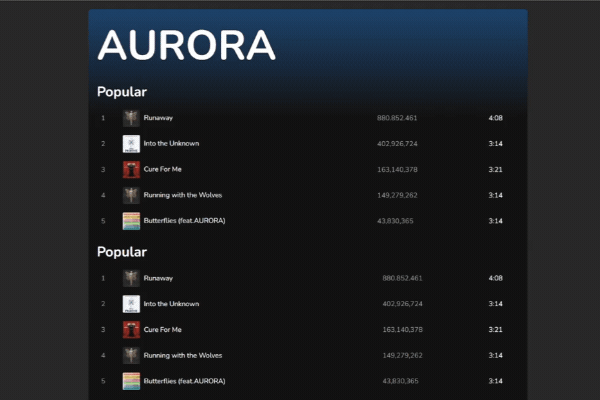 AURORA
Popular
1 Runaway 880.852.461 4:08
2 Into the Unknown 402,926,724 3:14
3 Cure For Me 163,140,378 3:21
4 Running with the Wolves 149,279,262 3:14
5 Butterflies (feat.AURORA) 43,830,365 3:14
Popular
1 Runaway 880.852.461 4:08
2 Into the Unknown 402,926,724 3:14
3 Cure For Me 163,140,378 3:21
4 Running with the Wolves 149,279,262 3:14
5 Butterflies (feat.AURORA) 43,830,365 3:14